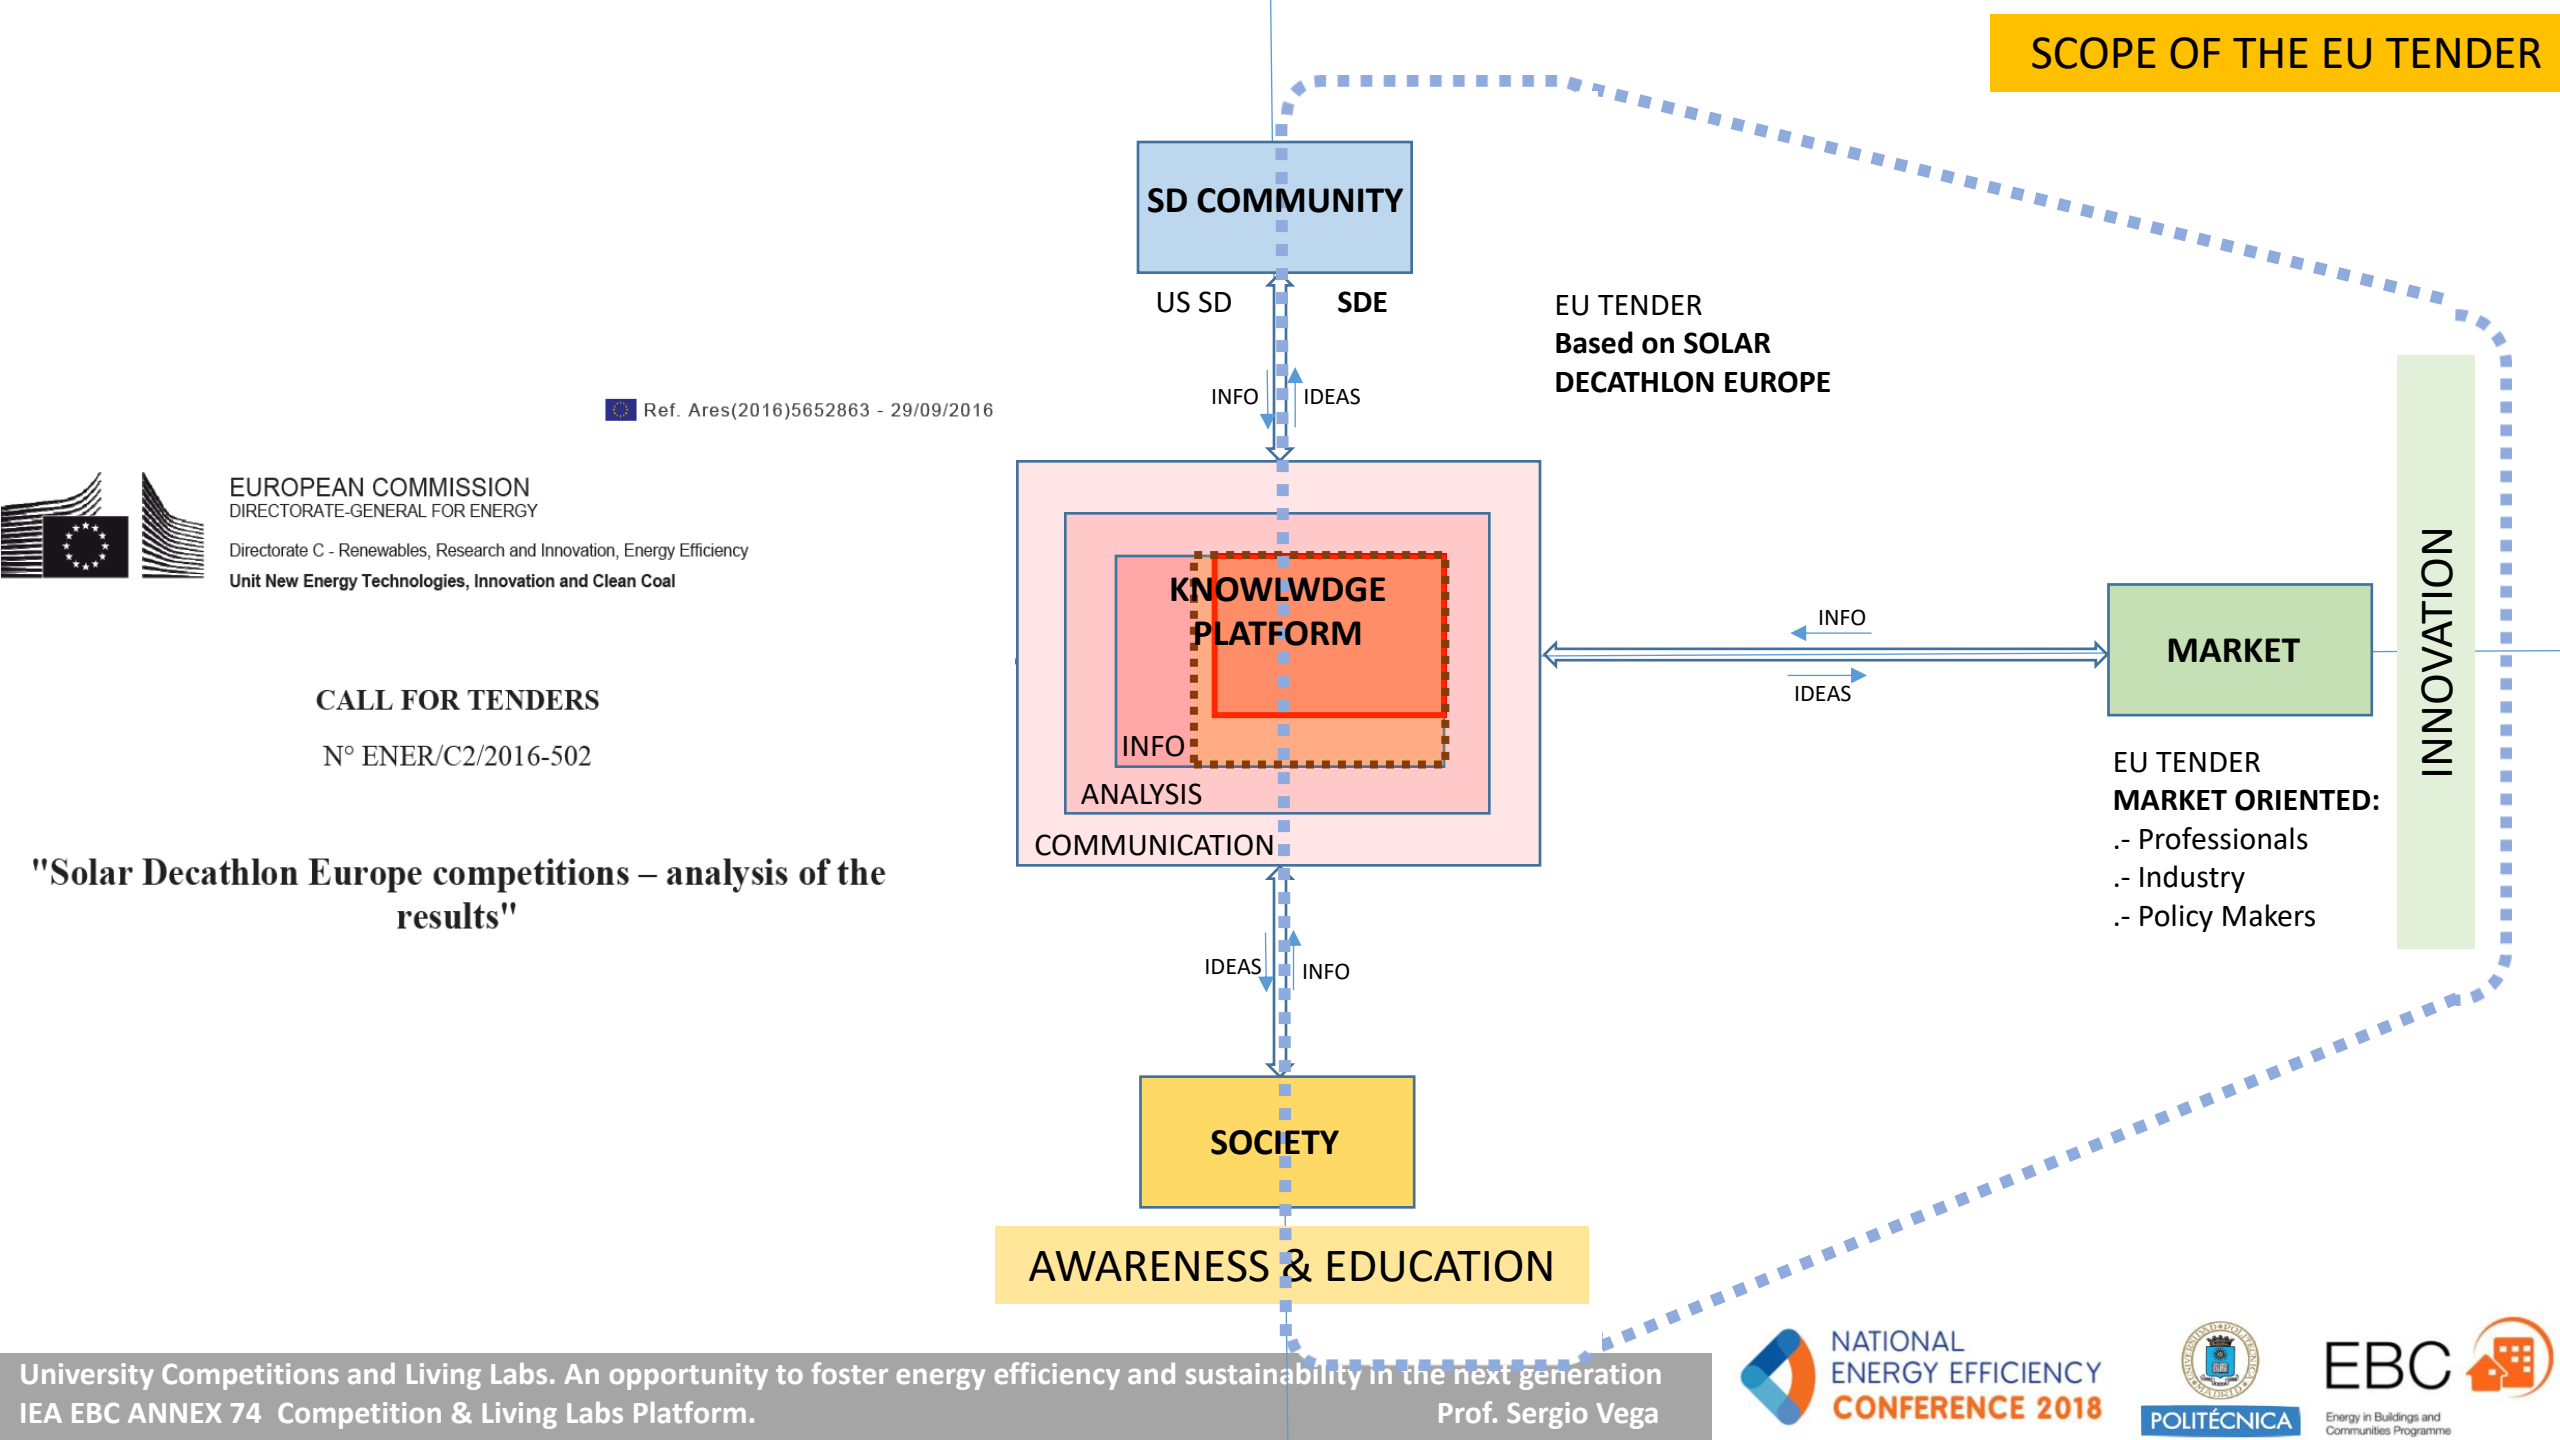 SCOPE OF THE EU TENDER
SD COMMUNITY
US SD
SDE
EU TENDER
Based on SOLAR
DECATHLON EUROPE
INFO
IDEAS
Ref. Ares(2016)5652863 - 29/09/2016
EUROPEAN COMMISSION
DIRECTORATE-GENERAL FOR ENERGY
Directorate C - Renewables, Research and Innovation, Energy Efficiency
Unit New Energy Technologies, Innovation and Clean Coal
CALL FOR TENDERS
N° ENER/C2/2016-502
"Solar Decathlon Europe competitions – analysis of the
results"
KNOWLWDGE
PLATFORM
INFO
ANALYSIS
COMMUNICATION
INFO
IDEAS
MARKET
INNOVATION
EU TENDER
MARKET ORIENTED:
.- Professionals
.- Industry
.- Policy Makers
IDEAS
INFO
SOCIETY
AWARENESS & EDUCATION
University Competitions and Living Labs. An opportunity to foster energy efficiency and sustainability in the next generation
IEA EBC ANNEX 74 Competition & Living Labs Platform.
Prof. Sergio Vega
NATIONAL
ENERGY EFFICIENCY
CONFERENCE 2018
POLITÉCNICA
EBC
Energy in Buildings and
Communities Programme